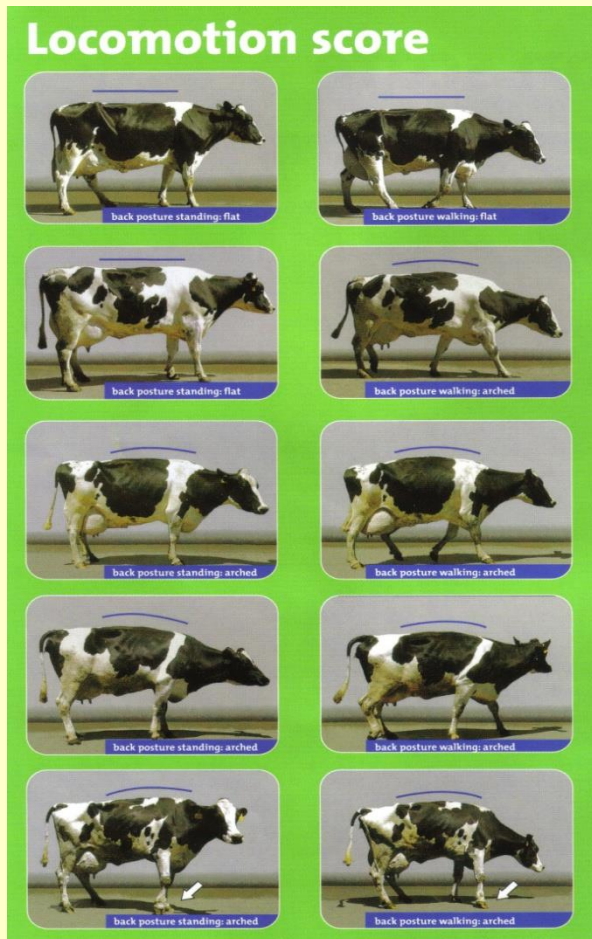 Locomotion score
back posture standing: flat
back posture walking: flat
back posture standing: flat
back posture walking: arched
back posture standing: arched
back posture walking: arched
back posture standing: arched
back posture walking: arched
back posture standing: arched
back posture walking: arched